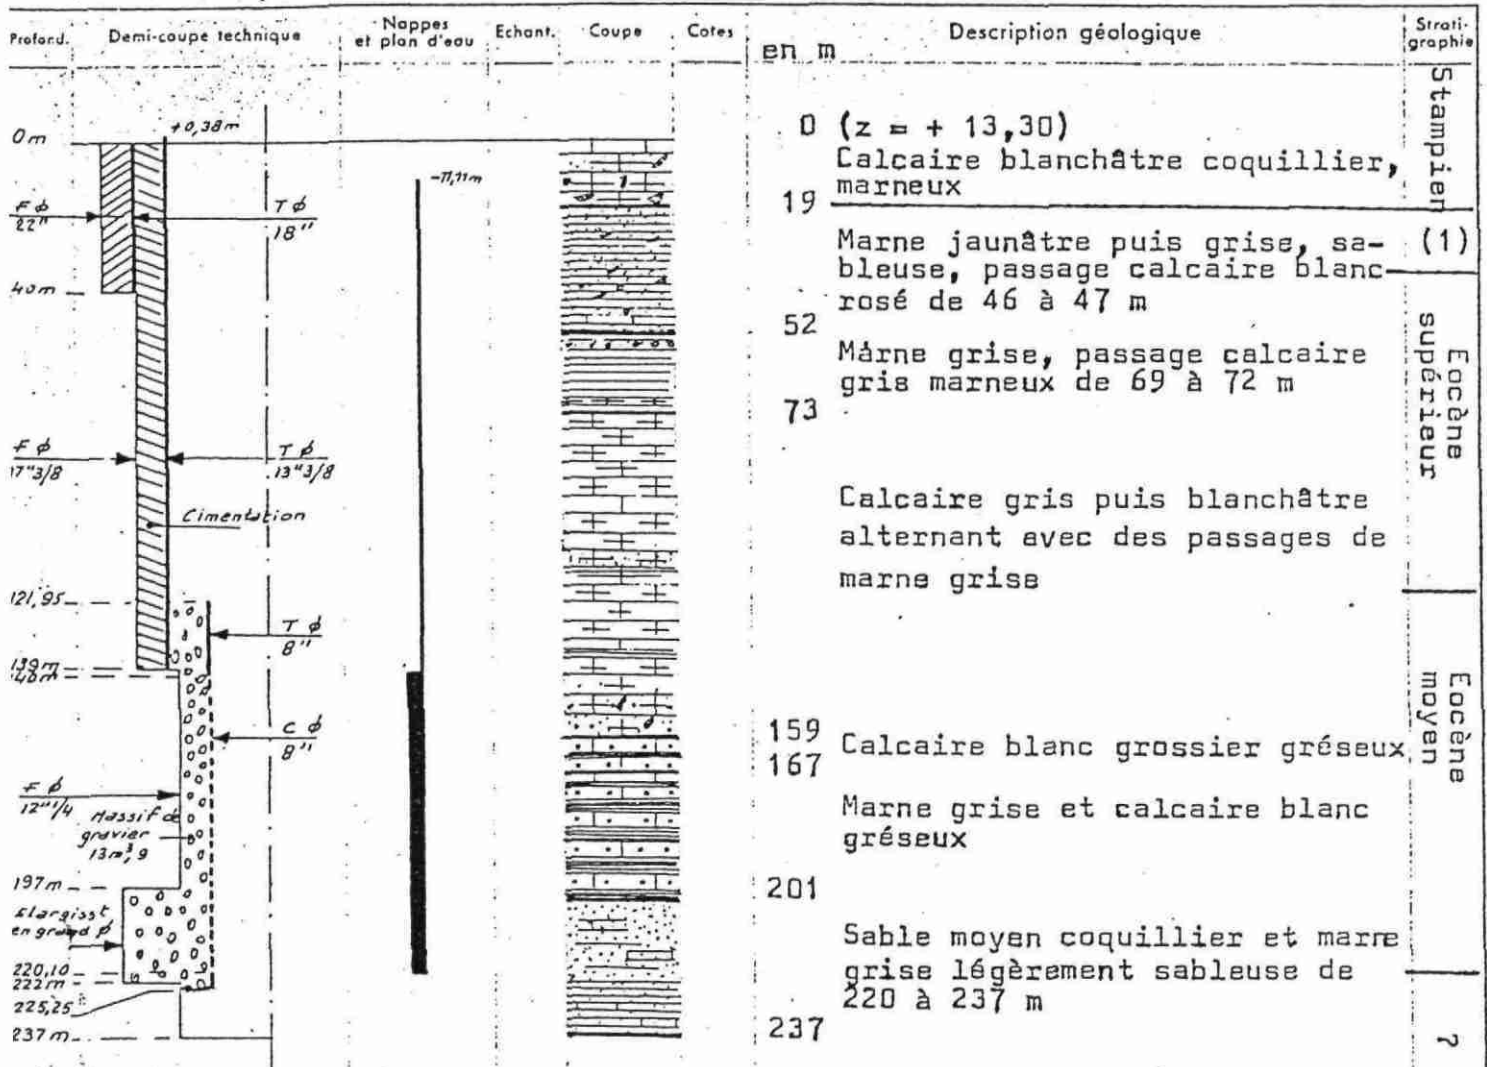 Profond.
Demi-coupe technique
Nappes
et plan d'eau
Echant.
Coupe
Cotes
en m
Description géologique
Strati-
graphie
0m
+0,38m
-11,11m
F ϕ
22"
T ϕ
18"
40m
F ϕ
17"3/8
T ϕ
13"3/8
Cimentation
121,95
T ϕ
8"
139m
140m
C ϕ
8"
F ϕ
12"1/4
Massif de
gravier
13m³,9
197m
Elargisst
en grand ϕ
220,10
222m
225,25
237m
0 (z = + 13,30)
Calcaire blanchâtre coquillier,
marneux
19
Marne jaunâtre puis grise, sa-
bleuse, passage calcaire blanc
rosé de 46 à 47 m
52
Marne grise, passage calcaire
gris marneux de 69 à 72 m
73
Calcaire gris puis blanchâtre
alternant avec des passages de
marne grise
159
Calcaire blanc grossier gréseux
167
Marne grise et calcaire blanc
gréseux
201
Sable moyen coquillier et marne
grise légèrement sableuse de
220 à 237 m
237
Stampien
(1)
Eocène
supérieur
Eocène
moyen
?